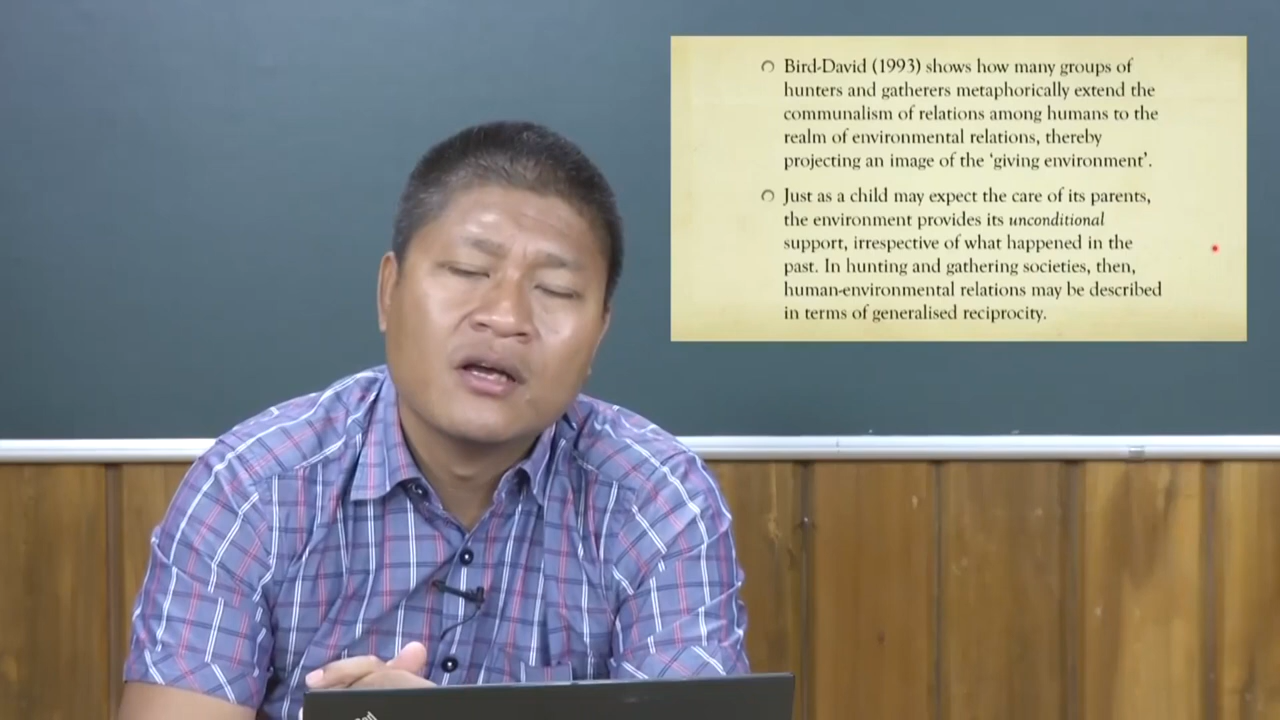 Bird-David (1993) shows how many groups of
hunters and gatherers metaphorically extend the
communalism of relations among humans to the
realm of environmental relations, thereby
projecting an image of the ‘giving environment’.
Just as a child may expect the care of its parents,
the environment provides its unconditional
support, irrespective of what happened in the
past. In hunting and gathering societies, then,
human-environmental relations may be described
in terms of generalised reciprocity.